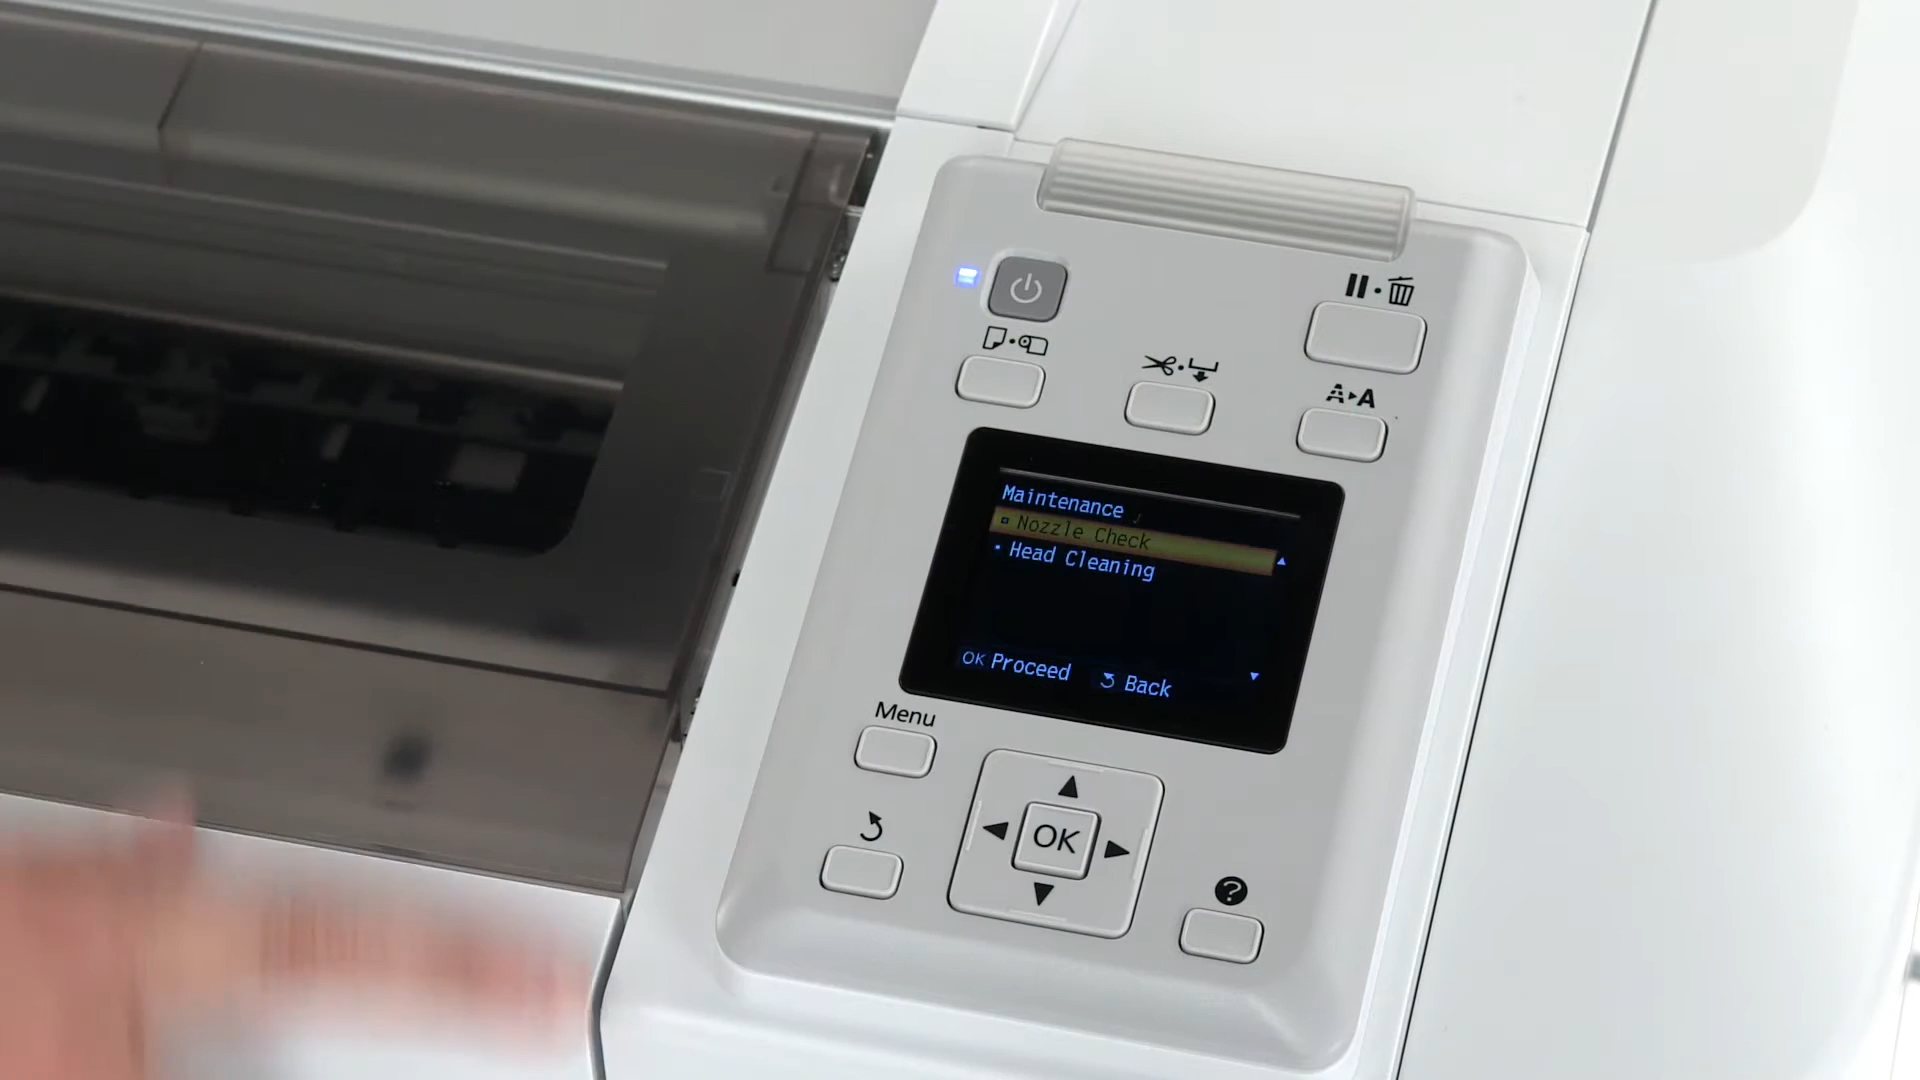 A A
Maintenance
Nozzle Check
Head Cleaning
OK Proceed Back
Menu
OK
?